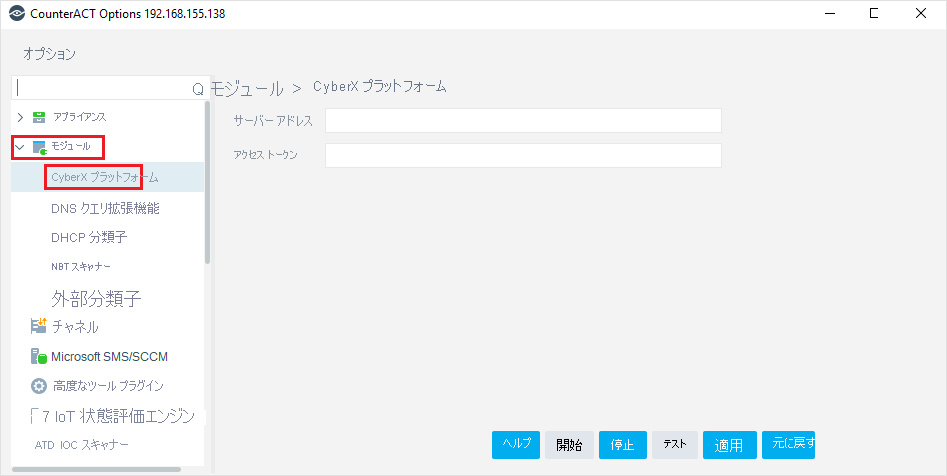 CounterACT Options 192.168.155.138
オプション
モジュール > CyberX プラットフォーム
アプライアンス
モジュール
CyberX プラットフォーム
DNS クエリ拡張機能
DHCP 分類子
NBT スキャナー
外部分類子
チャネル
Microsoft SMS/SCCM
高度なツール プラグイン
7 IoT 状態評価エンジン
ATD IOC スキャナー
サーバー アドレス
アクセス トークン
ヘルプ 開始 停止 テスト 適用 元に戻す